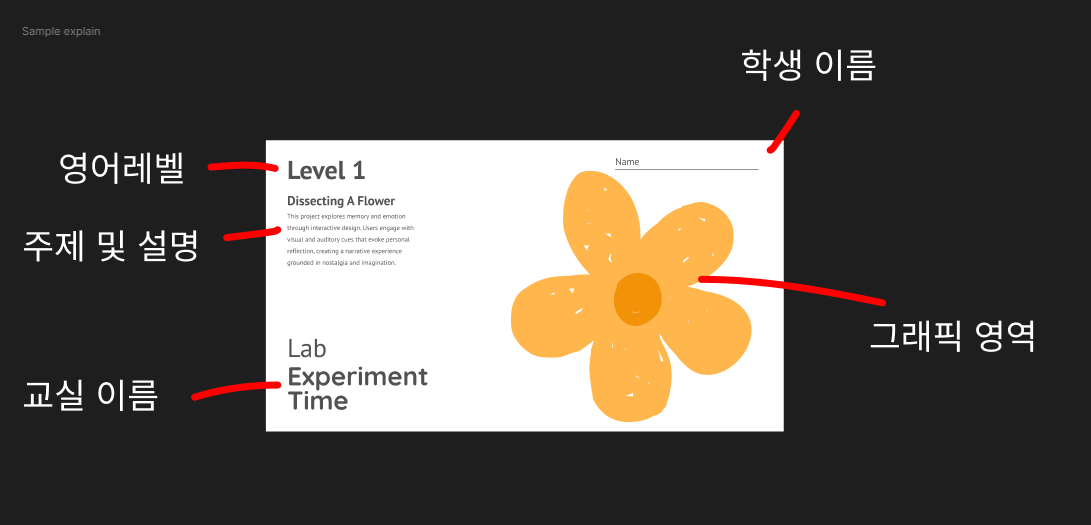 Sample explain
학생 이름
영어레벨
Level 1
Name
주제 및 설명
Dissecting A Flower
This project explores memory and emotion
through interactive design. Users engage with
visual and auditory cues that evoke personal
reflection, creating a narrative experience
grounded in nostalgia and imagination.
그래픽 영역
교실 이름
Lab
Experiment
Time